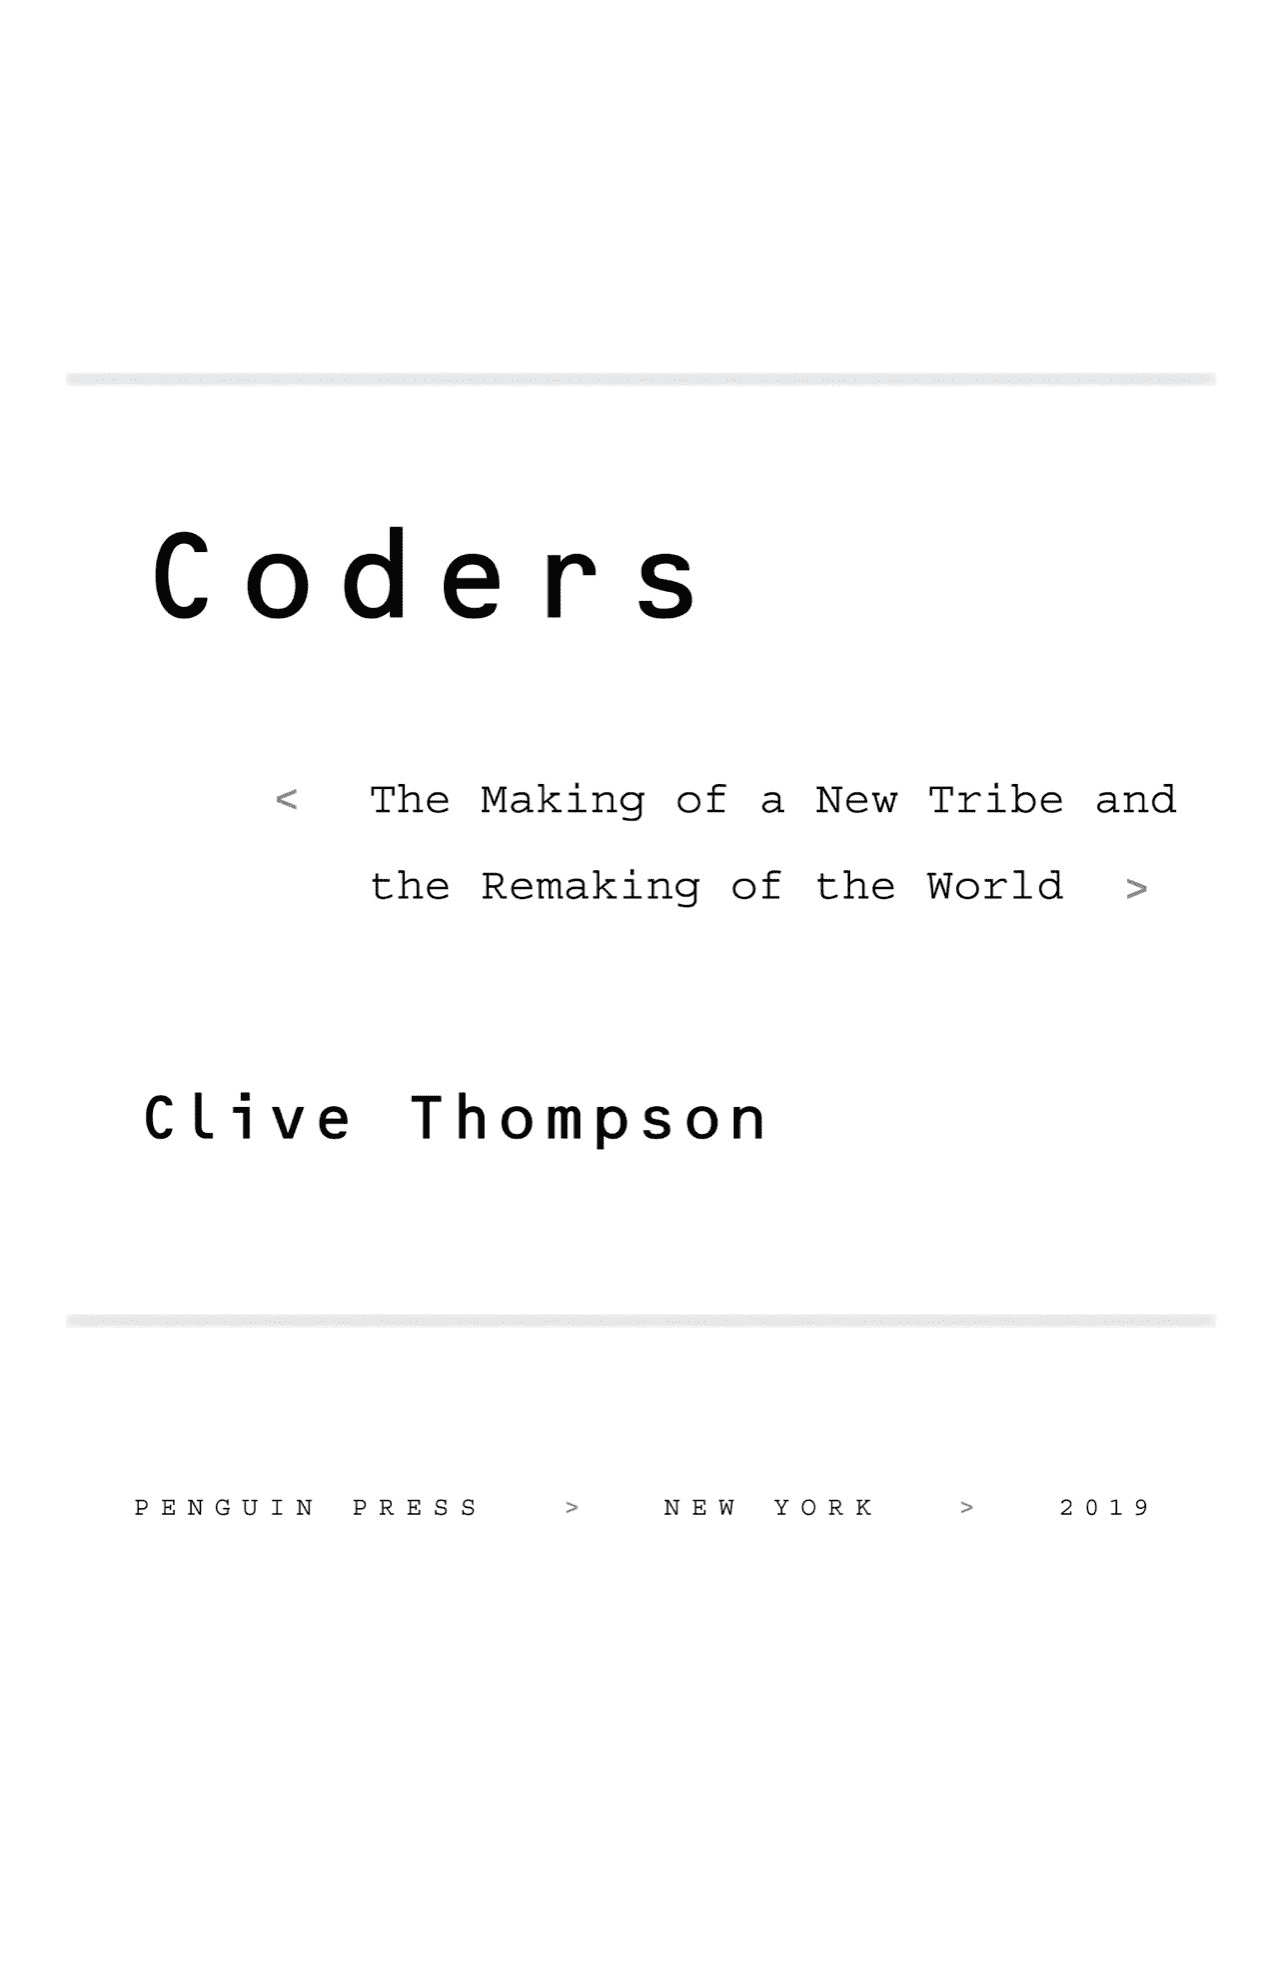 Coders
< The Making of a New Tribe and
the Remaking of the World >
Clive Thompson
PENGUIN PRESS > NEW YORK > 2019